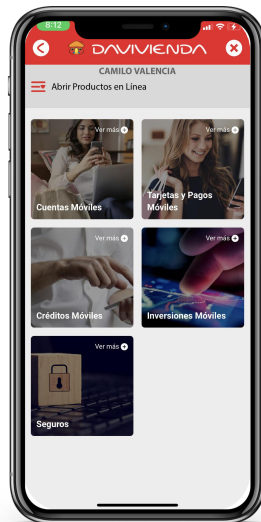 8:12
DAVIVIENDA
CAMILO VALENCIA
Abrir Productos en Línea
Ver más
Cuentas Móviles
Ver más
Tarjetas y Pagos
Móviles
Ver más
Créditos Móviles
Ver más
Inversiones Móviles
Ver más
Seguros